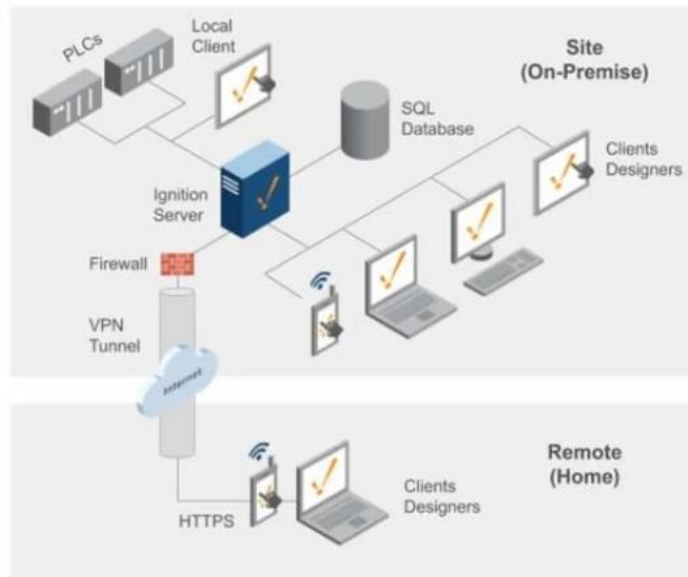 PLCs
Local
Client
Site
(On-Premise)
SQL
Database
Clients
Designers
Ignition
Server
Firewall
VPN
Tunnel
Internet
Remote
(Home)
Clients
Designers
HTTPS